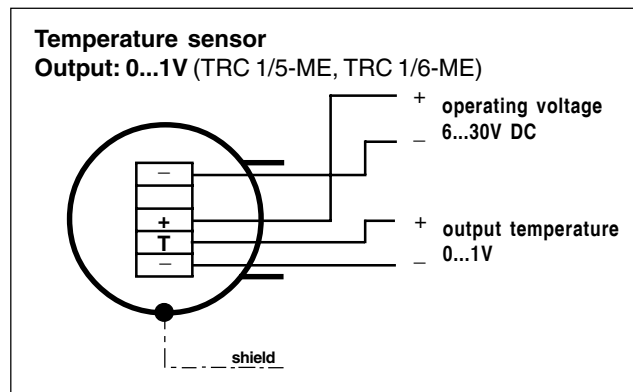 Temperature sensor
Output: 0...1V (TRC 1/5-ME, TRC 1/6-ME)
+ operating voltage
6...30V DC
–
–
+
T
–
+ output temperature
0...1V
–
shield